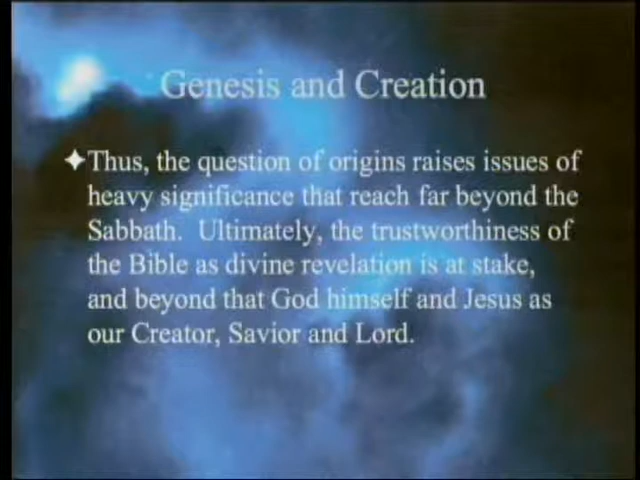 Genesis and Creation
✦Thus, the question of origins raises issues of
heavy significance that reach far beyond the
Sabbath.  Ultimately, the trustworthiness of
the Bible as divine revelation is at stake,
and beyond that God himself and Jesus as
our Creator, Savior and Lord.